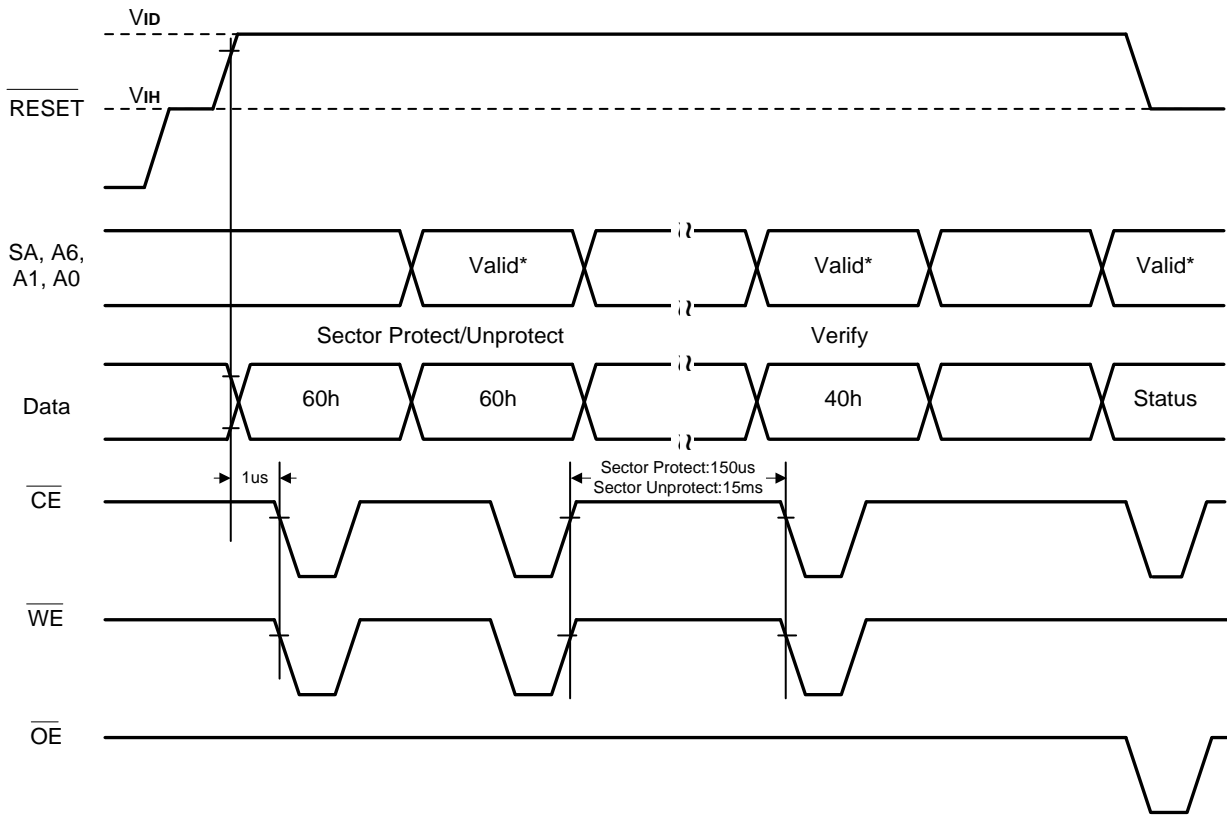 VID
VIH
RESET
SA, A6,
A1, A0
Valid*
Valid*
Valid*
Sector Protect/Unprotect
Verify
Data
60h
60h
40h
Status
1us
Sector Protect:150us
Sector Unprotect:15ms
CE
WE
OE